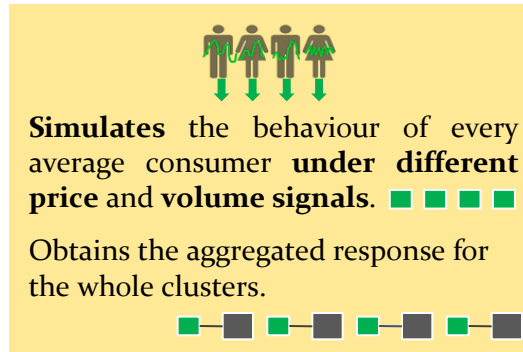 Simulates the behaviour of every
average consumer under different
price and volume signals.
Obtains the aggregated response for
the whole clusters.